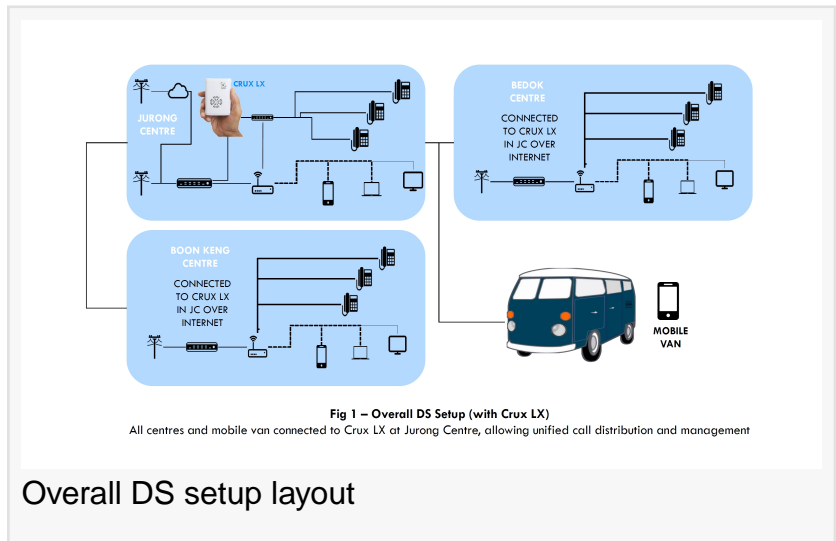 CRUX LX
JURONG
CENTRE
BEDOK
CENTRE
CONNECTED
TO CRUX LX
IN JC OVER
INTERNET
BOON KENG
CENTRE
CONNECTED
TO CRUX LX
IN JC OVER
INTERNET
MOBILE
VAN
Fig 1 – Overall DS Setup (with Crux LX)
All centres and mobile van connected to Crux LX at Jurong Centre, allowing unified call distribution and management
Overall DS setup layout